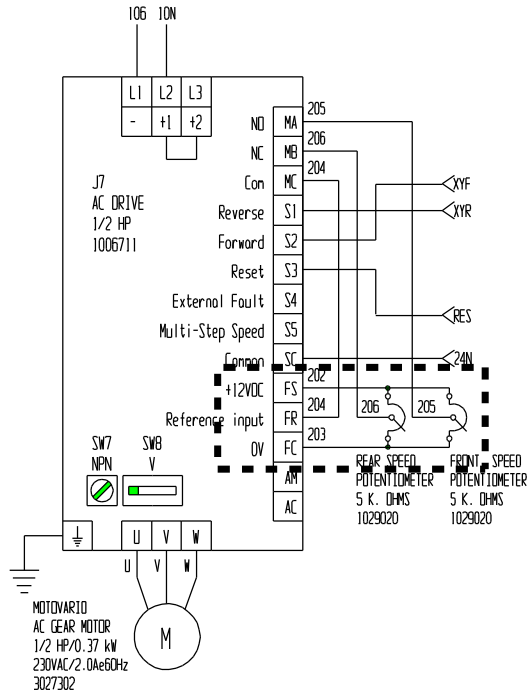 106 10N
L1 L2 L3
- +1 +2
205
NO MA
206
NC MB
204
Com MC
J7
AC DRIVE
1/2 HP
1006711
XYF
Reverse S1
XYR
Forward S2
Reset S3
External Fault S4
RES
Multi-Step Speed S5
Common SC
24N
202
+12VDC FS
204
206 205
Reference input FR
203
0V FC
SW7 SW8
NPN V
AM
AC
REAR SPEED
POTENTIOMETER
5 K. OHMS
1029020
FRONT SPEED
POTENTIOMETER
5 K. OHMS
1029020
U V W
U V W
M
MOTOVARIO
AC GEAR MOTOR
1/2 HP/0.37 kW
230VAC/2.0Ae60Hz
3027302